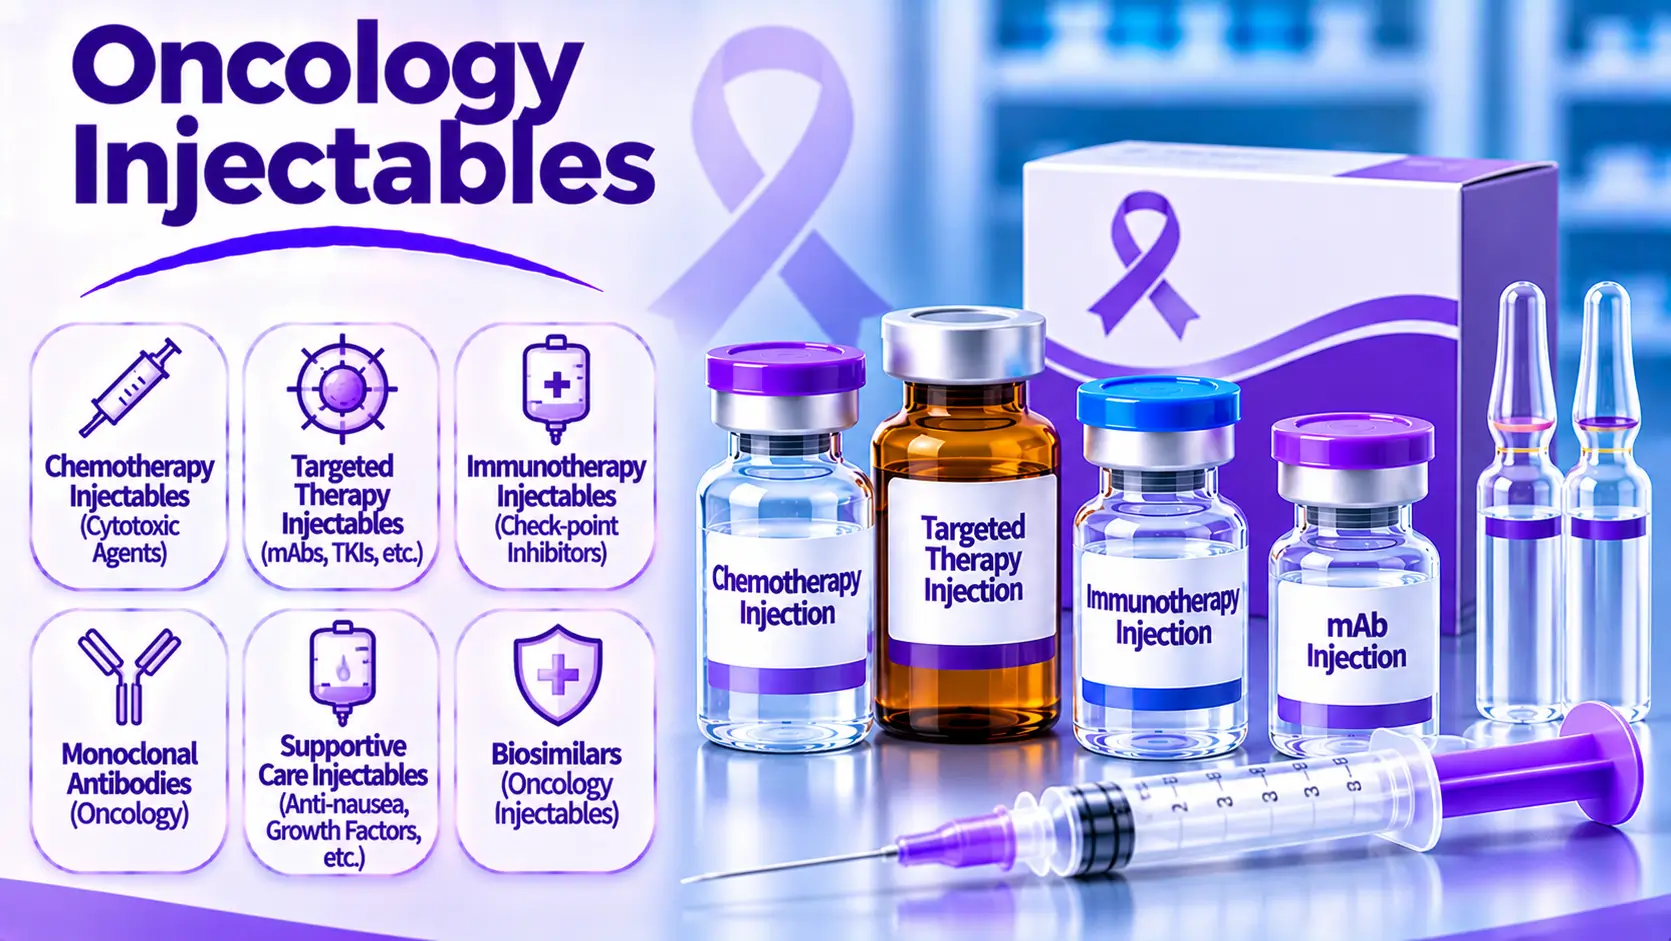 Oncology
Injectables
Chemotherapy
Injectables
(Cytotoxic
Agents)
Targeted
Therapy
Injectables
(mAbs, TKIs, etc.)
Immunotherapy
Injectables
(Check-point
Inhibitors)
Monoclonal
Antibodies
(Oncology)
Supportive
Care Injectables
(Anti-nausea,
Growth Factors,
etc.)
Biosimilars
(Oncology
Injectables)
Chemotherapy
Injection
Targeted
Therapy
Injection
Immunotherapy
Injection
mAb
Injection